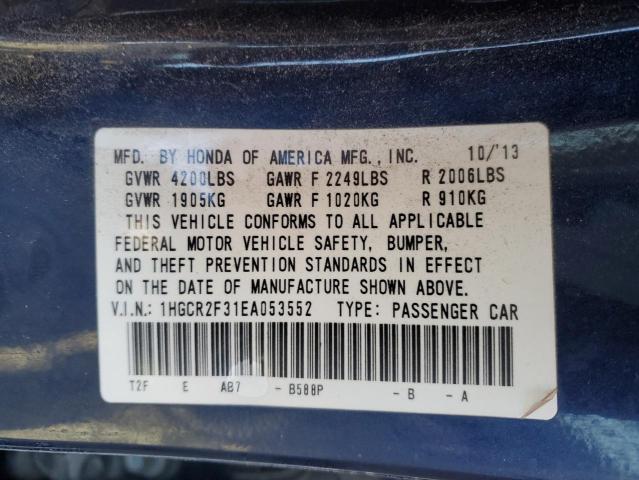 MFD. BY HONDA OF AMERICA MFG., INC. 10/'13
GVWR 4200LBS GAWR F 2249LBS R 2006LBS
GVWR 1905KG GAWR F 1020KG R 910KG
THIS VEHICLE CONFORMS TO ALL APPLICABLE
FEDERAL MOTOR VEHICLE SAFETY, BUMPER,
AND THEFT PREVENTION STANDARDS IN EFFECT
ON THE DATE OF MANUFACTURE SHOWN ABOVE.
V.I.N.: 1HGCR2F31EA053552 TYPE: PASSENGER CAR
T2F E AB7 - B588P - B - A